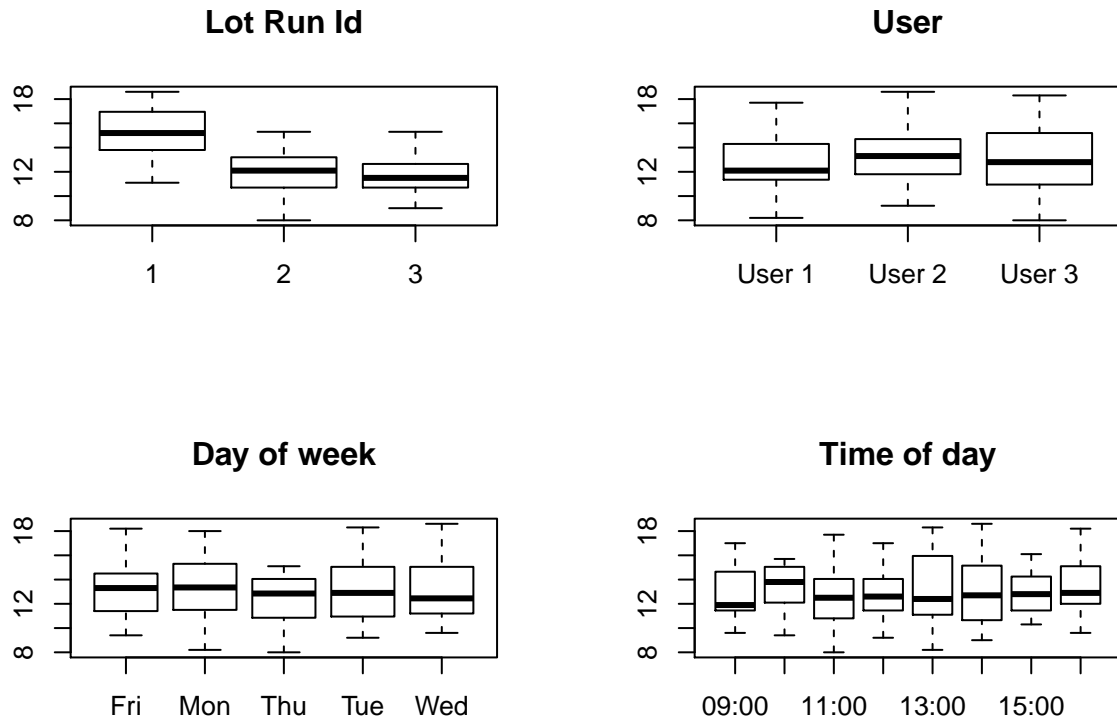 Lot Run Id
18
12
8
1 2 3
User
18
12
8
User 1 User 2 User 3
Day of week
18
12
8
Fri Mon Thu Tue Wed
Time of day
18
12
8
09:00 11:00 13:00 15:00